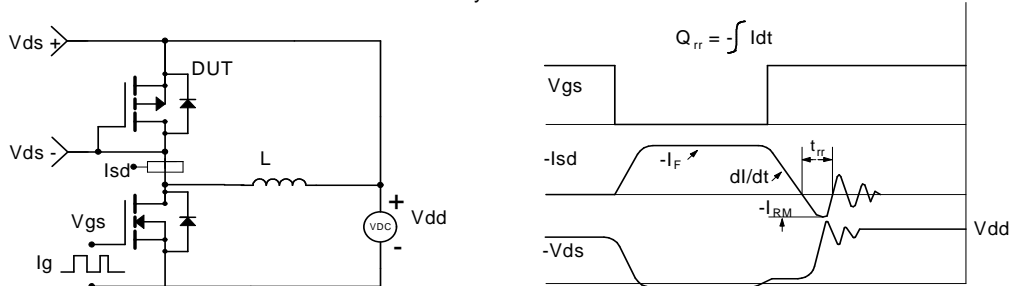 Vds +
DUT
Vds -
Isd
L
Vgs
Ig
+
VDC
-
Vdd
Q rr = -∫ Idt
Vgs
-Isd
-I F
dI/dt
t rr
-I RM
Vdd
-Vds